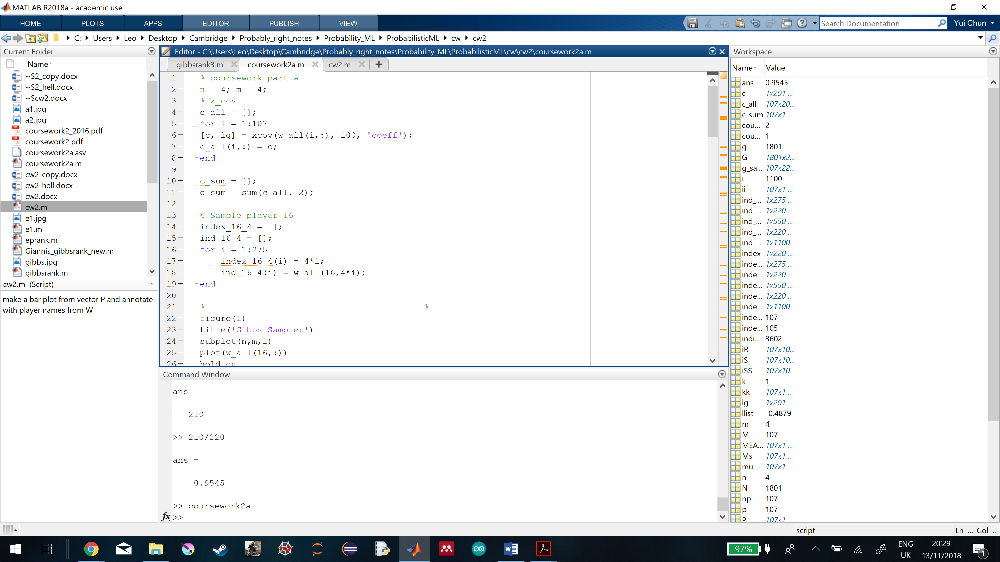 MATLAB R2018a - academic use
HOME PLOTS APPS EDITOR PUBLISH VIEW
Search Documentation
Yui Chun
C: Users Leo Desktop Cambridge Probably_right_notes Probability_ML ProbabilisticML cw cw2
Current Folder
Name
~$2_copy.docx
~$2_hell.docx
~$cw2.docx
a1.jpg
a2.jpg
coursework2_2016.pdf
coursework2.pdf
coursework2a.asv
coursework2a.m
cw2_copy.docx
cw2_hell.docx
cw2.docx
cw2.m
e1.jpg
e1.m
eprank.m
Giannis_gibbsrank_new.m
gibbs.jpg
gibbsrank.m
cw2.m (Script)
make a bar plot from vector P and annotate
with player names from W
Editor - C:\Users\Leo\Desktop\Cambridge\Probably_right_notes\Probability_ML\ProbabilisticML\cw\cw2\coursework2a.m
gibbsrank3.m coursework2a.m cw2.m +
1 % coursework part a
2 n = 4; m = 4;
3 % x_cov
4 c_all = [];
5 for i = 1:107
6 [c, lg] = xcov(w_all(i,:), 100, 'coeff');
7 c_all(i,:) = c;
8 end
9
10 c_sum = [];
11 c_sum = sum(c_all, 2);
12
13 % Sample player 16
14 index_16_4 = [];
15 ind_16_4 = [];
16 for i = 1:275
17 index_16_4(i) = 4*i;
18 ind_16_4(i) = w_all(16,4*i);
19 end
20
21 % ---------------------------------------- %
22 figure(1)
23 title('Gibbs Sampler')
24 subplot(n,m,1)
25 plot(w_all(16,:))
26 hold on
Command Window
ans =
210
>> 210/220
ans =
0.9545
>> coursework2a
fx >>
Workspace
Name Value
ans 0.9545
c 1x201 ...
c_all 107x20...
c_sum 107x1 ...
cou... 2
cou... 1
g 1801
G 1801x2...
g_sa... 107x22...
i 1100
ii 107x1 ...
ind_... 1x275 ...
ind_... 1x220 ...
ind_... 1x550 ...
ind_... 1x220 ...
ind_... 1x1100...
index 1x220 ...
inde... 1x275 ...
inde... 1x220 ...
inde... 1x550 ...
inde... 1x220 ...
inde... 1x1100...
inde... 107
inde... 105
indi... 3602
iR 107x10...
iS 107x10...
iSS 107x10...
k 1
kk 107x1 ...
lg 1x201 ...
llist -0.4879
m 4
M 107
MEA... 107x1 ...
Ms 107x1 ...
mu 107x1 ...
n 4
N 1801
np 107
p 107
P 107x1 ...
script
Ln ... Col ...
97%
ENG
UK
20:29
13/11/2018
1